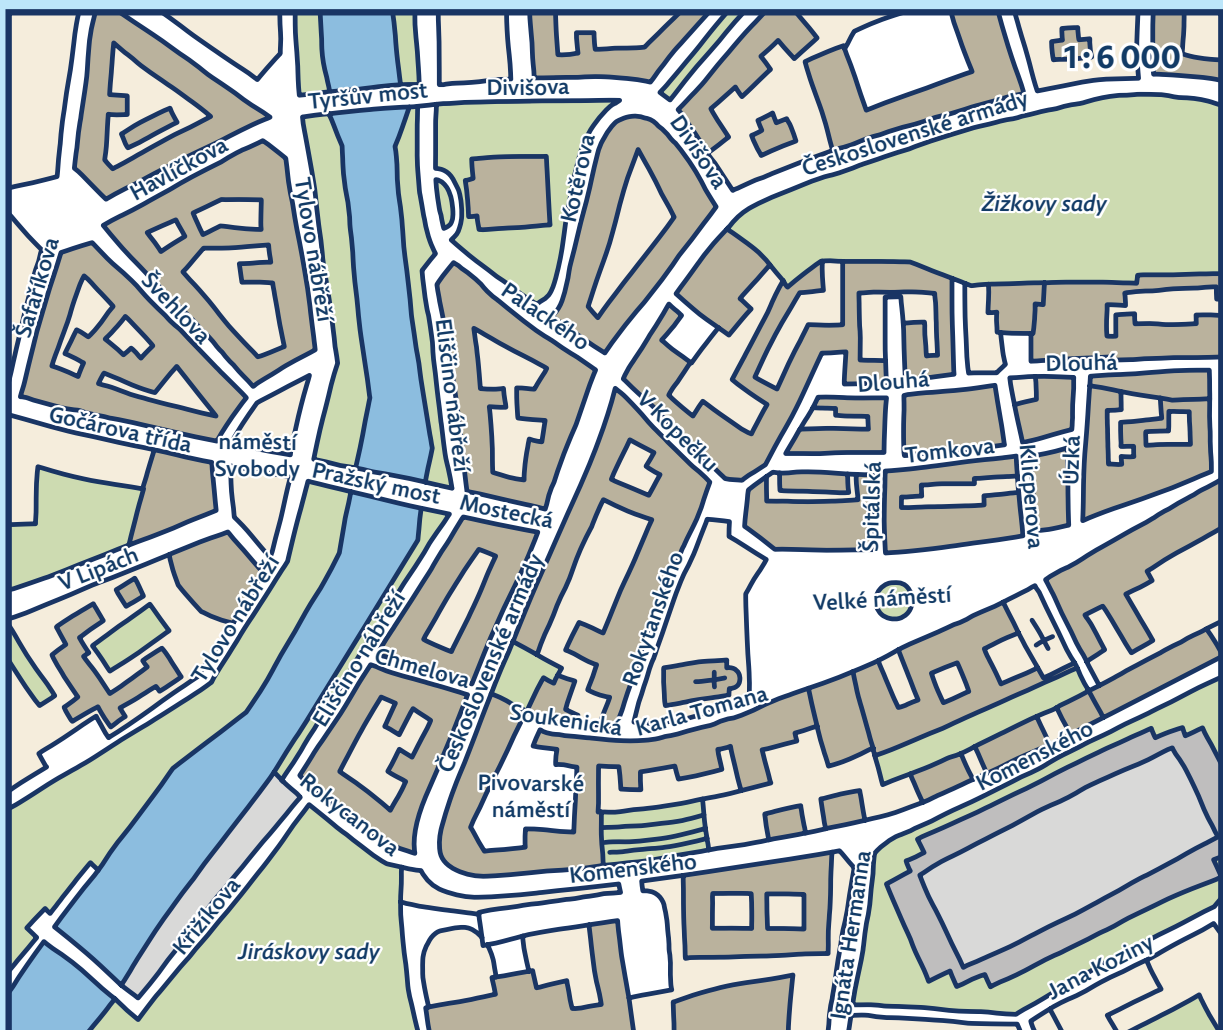 1:6 000
Tyršův most
Divišova
Divišova
Československé armády
Havlíčkova
Kotěrova
Tylovo nábřeží
Žižkovy sady
Šafaříkova
Švehlova
Palackého
Eliščino nábřeží
Dlouhá
Dlouhá
V Kopečku
Gočárova třída
náměstí
Svobody
Tomkova
Klicperova
Úzká
Pražský most
Mostecká
Špitálská
V Lipách
Tylovo nábřeží
Eliščino nábřeží
Československé armády
Rokytanského
Velké náměstí
Chmelova
Soukenická
Karla Tomana
Pivovarské
náměstí
Komenského
Rokycanova
Komenského
Křižíkova
Jiráskovy sady
Ignáta Hermanna
Jana Koziny